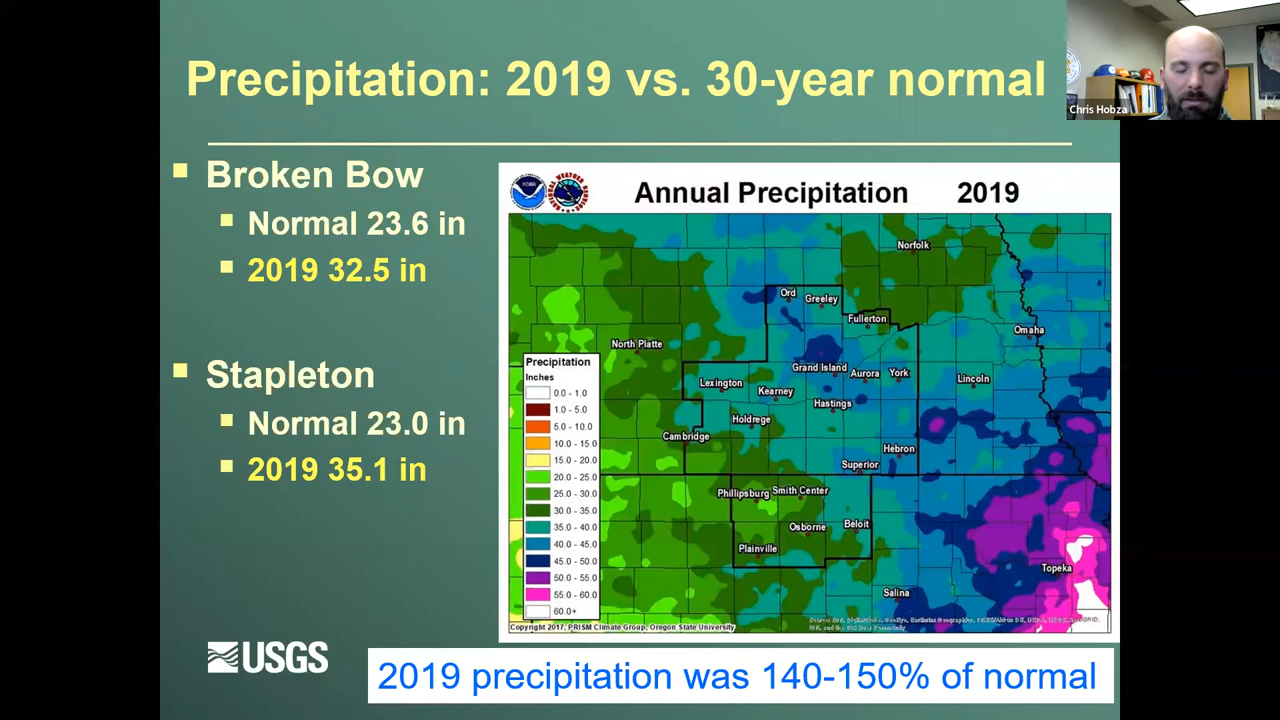 Precipitation: 2019 vs. 30-year normal
Chris Hobza
Broken Bow
Normal 23.6 in
2019 32.5 in
Stapleton
Normal 23.0 in
2019 35.1 in
Annual Precipitation 2019
Norfolk
Ord
Greeley
Fullerton
Omaha
North Platte
Grand Island
Aurora
York
Lincoln
Lexington
Kearney
Hastings
Holdrege
Cambridge
Hebron
Superior
Phillipsburg
Smith Center
Osborne
Beloit
Plainville
Topeka
Salina
Precipitation
Inches
0.0 - 1.0
1.0 - 5.0
5.0 - 10.0
10.0 - 15.0
15.0 - 20.0
20.0 - 25.0
25.0 - 30.0
30.0 - 35.0
35.0 - 40.0
40.0 - 45.0
45.0 - 50.0
50.0 - 55.0
55.0 - 60.0
60.0+
Copyright 2017, PRISM Climate Group, Oregon State University
USGS
2019 precipitation was 140-150% of normal